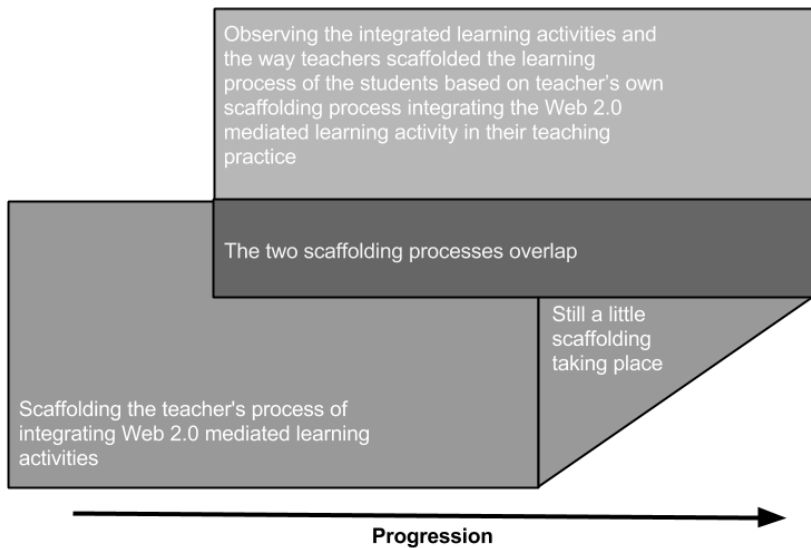 Observing the integrated learning activities and
the way teachers scaffolded the learning
process of the students based on teacher’s own
scaffolding process integrating the Web 2.0
mediated learning activity in their teaching
practice
The two scaffolding processes overlap
Still a little
scaffolding
taking place
Scaffolding the teacher's process of
integrating Web 2.0 mediated learning
activities
Progression